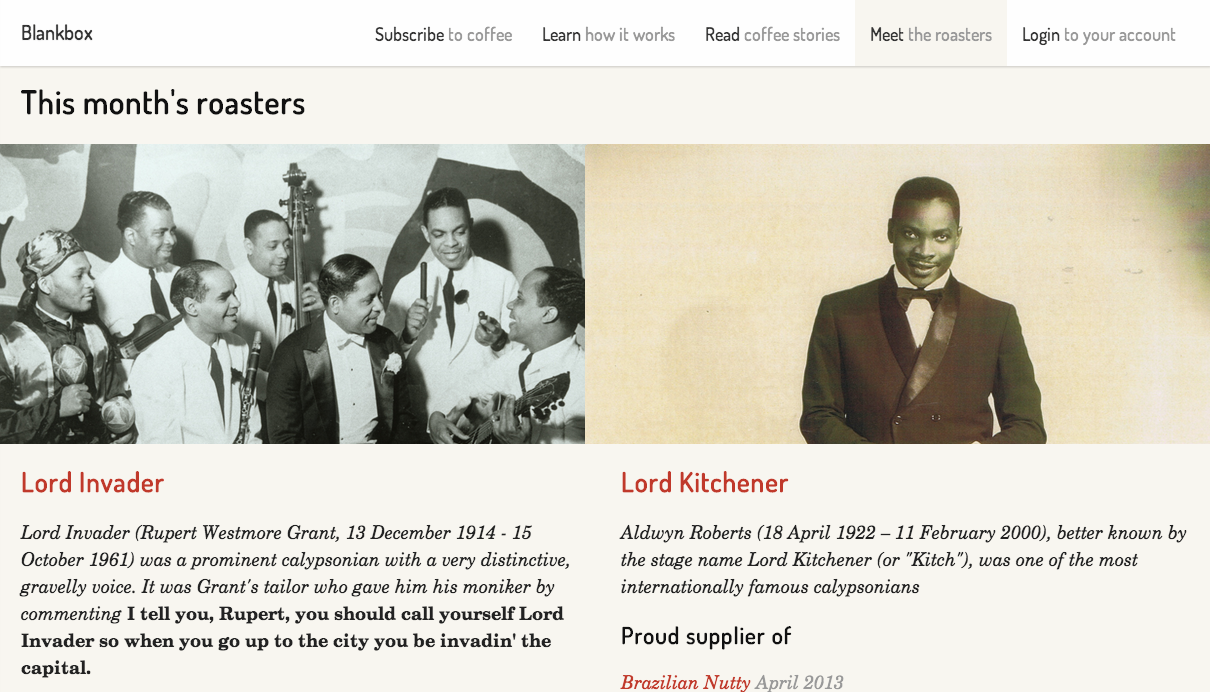 Blankbox
Subscribe to coffee
Learn how it works
Read coffee stories
Meet the roasters
Login to your account
This month's roasters
Lord Invader
Lord Invader (Rupert Westmore Grant, 13 December 1914 - 15
October 1961) was a prominent calypsonian with a very distinctive,
gravelly voice. It was Grant's tailor who gave him his moniker by
commenting I tell you, Rupert, you should call yourself Lord
Invader so when you go up to the city you be invadin' the
capital.
Lord Kitchener
Aldwyn Roberts (18 April 1922 – 11 February 2000), better known by
the stage name Lord Kitchener (or "Kitch"), was one of the most
internationally famous calypsonians
Proud supplier of
Brazilian Nutty April 2013